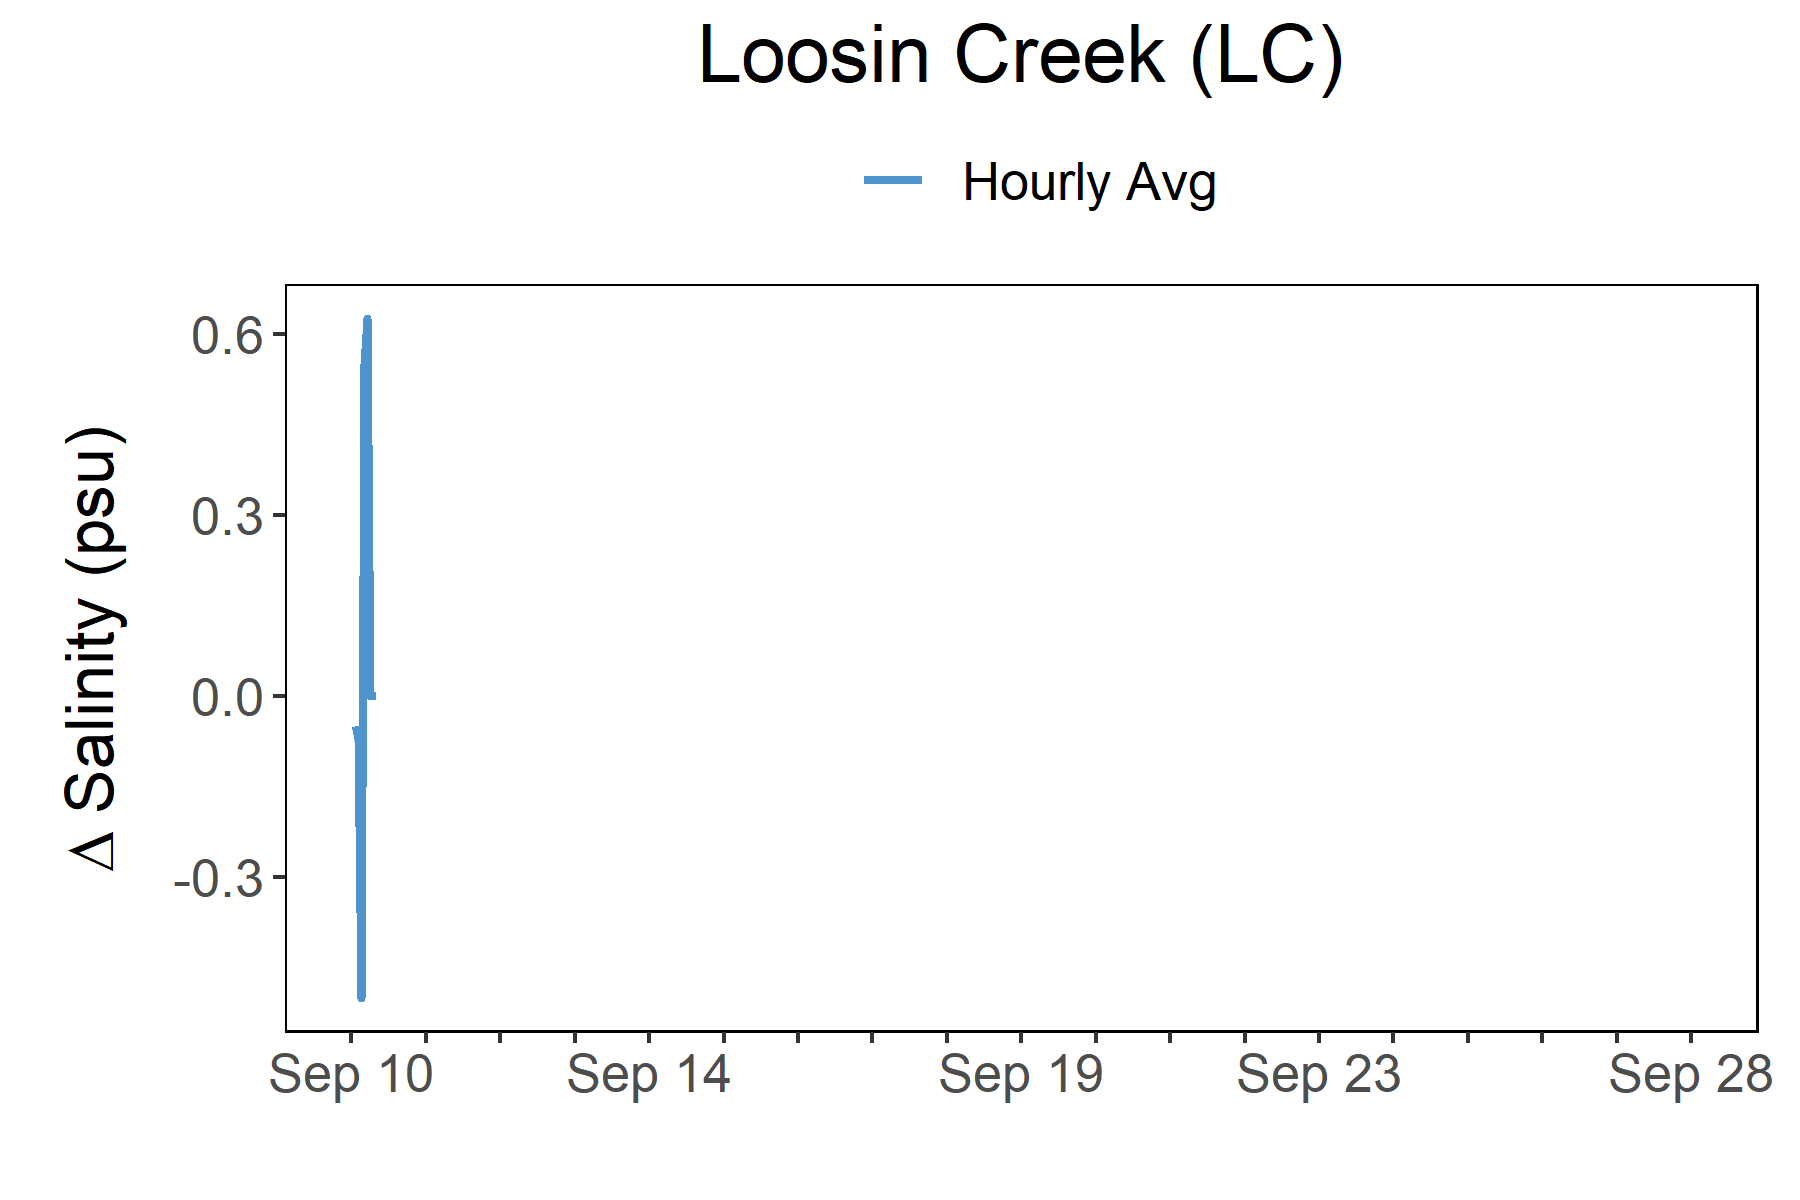 Loosin Creek (LC)
Hourly Avg
Δ Salinity (psu)
0.6
0.3
0.0
-0.3
Sep 10 Sep 14 Sep 19 Sep 23 Sep 28